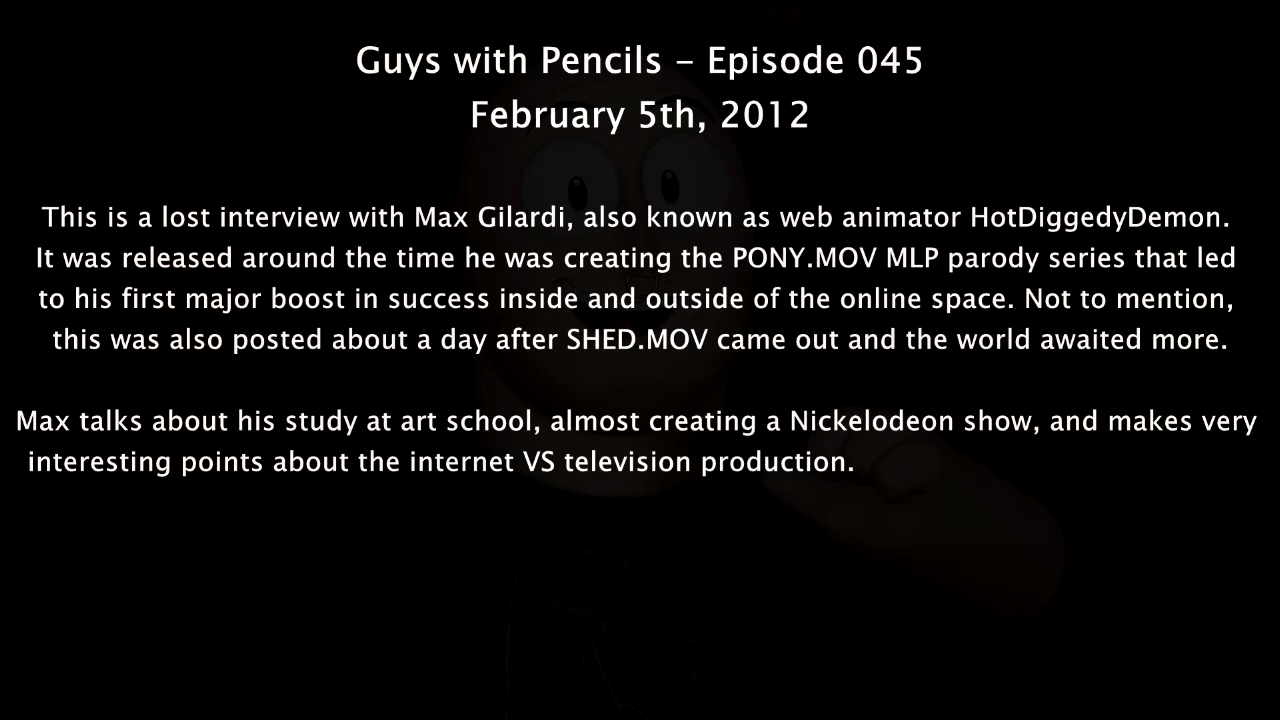 Guys with Pencils – Episode 045
February 5th, 2012
This is a lost interview with Max Gilardi, also known as web animator HotDiggedyDemon.
It was released around the time he was creating the PONY.MOV MLP parody series that led
to his first major boost in success inside and outside of the online space. Not to mention,
this was also posted about a day after SHED.MOV came out and the world awaited more.
Max talks about his study at art school, almost creating a Nickelodeon show, and makes very
interesting points about the internet VS television production.